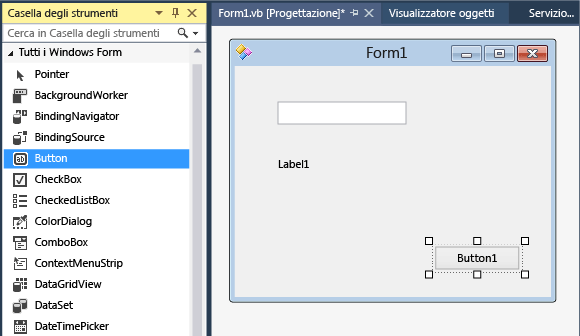 Casella degli strumenti
Cerca in Casella degli strumenti
Tutti i Windows Form
Pointer
BackgroundWorker
BindingNavigator
BindingSource
Button
CheckBox
CheckedListBox
ColorDialog
ComboBox
ContextMenuStrip
DataGridView
DataSet
DateTimePicker
Form1.vb [Progettazione]*
Visualizzatore oggetti
Servizio...
Form1
Label1
Button1